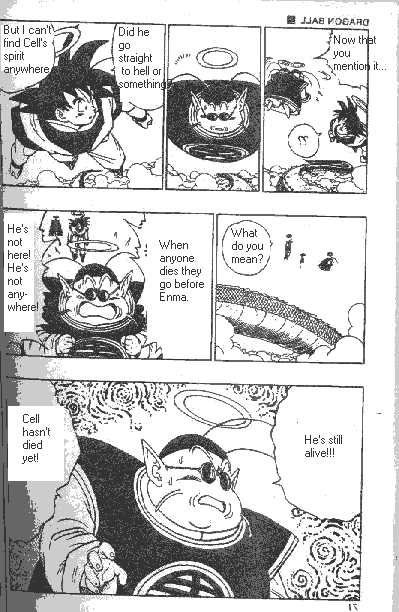 DRAGON BALL
But I can't
find Cell's
spirit
anywhere
Did he
go
straight
to hell or
something
Now that
you
mention it...
??
He's
not
here!
He's
not
any-
where!
When
anyone
dies they
go before
Enma.
What
do you
mean?
Cell
hasn't
died
yet!
He's still
alive!!!